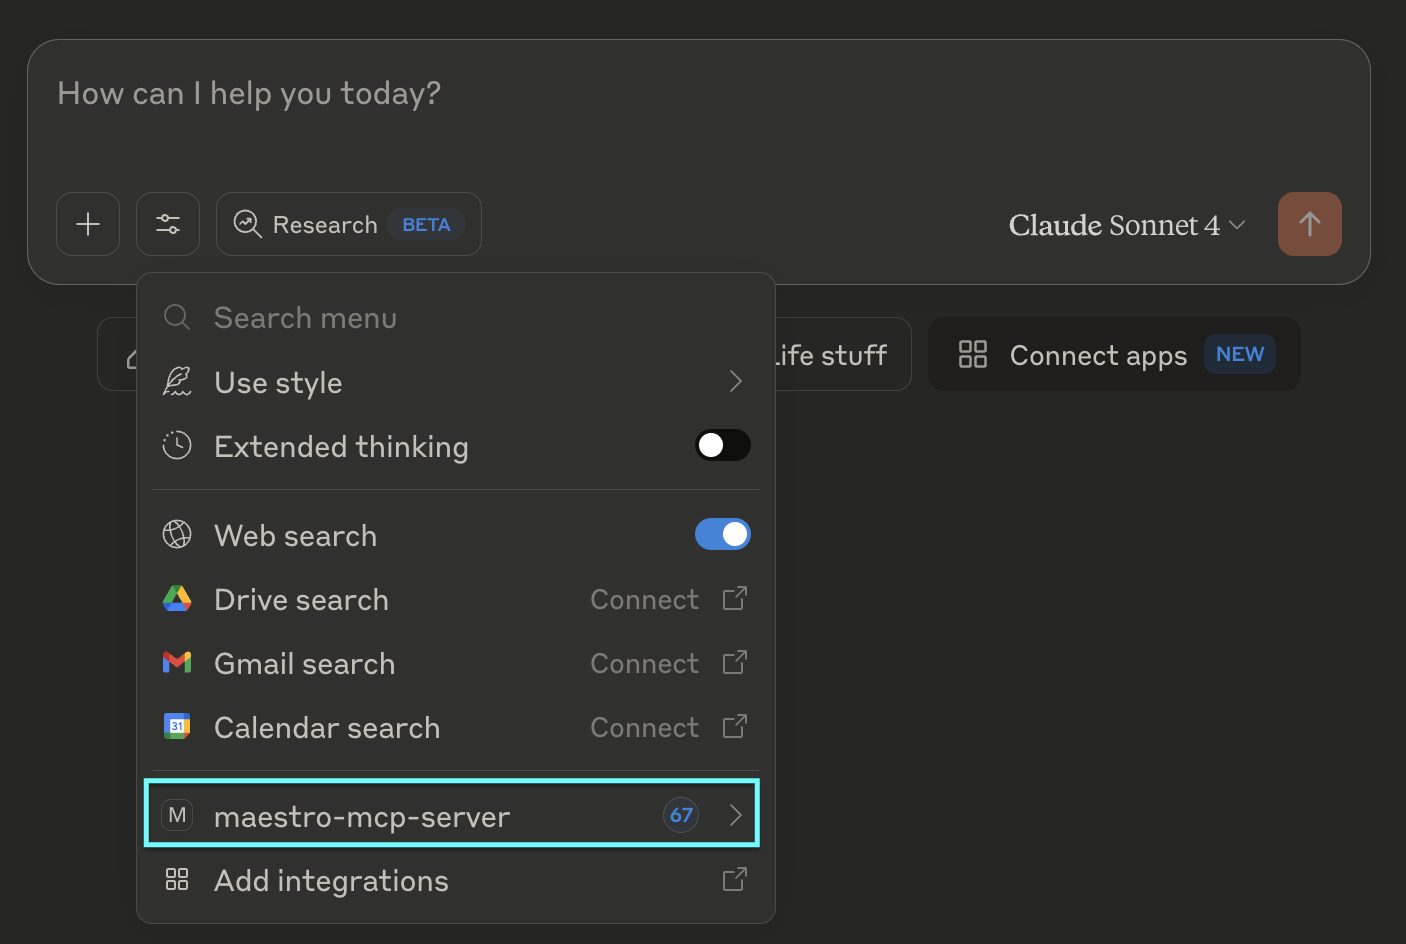 How can I help you today?
Research BETA
Claude Sonnet 4
Search menu
Use style
life stuff
Connect apps NEW
Extended thinking
Web search
Drive search Connect
Gmail search Connect
31
Calendar search Connect
M maestro-mcp-server 67
Add integrations